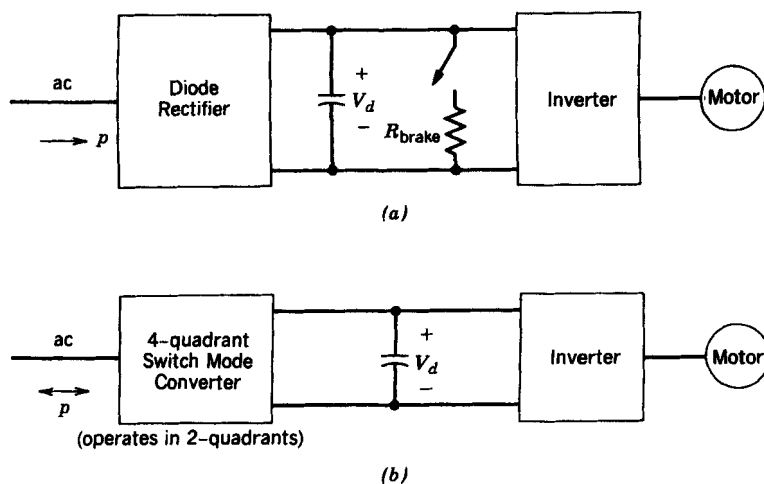 ac
Diode
Rectifier
p
+
V_d
−
R_brake
Inverter
Motor
(a)
ac
4-quadrant
Switch Mode
Converter
p
(operates in 2-quadrants)
+
V_d
−
Inverter
Motor
(b)